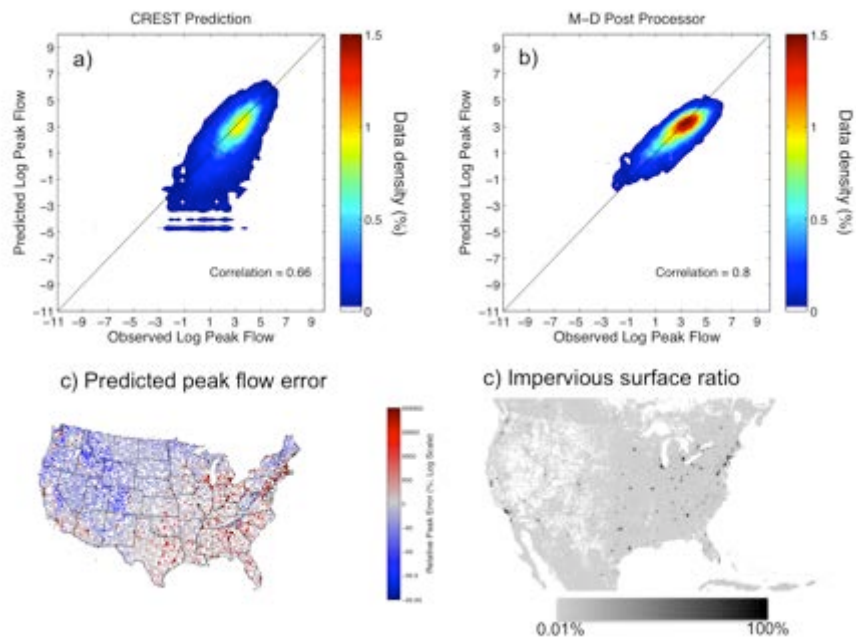 CREST Prediction
a)
9
7
5
3
1
-1
-3
-5
-7
-9
-11
Predicted Log Peak Flow
-11 -9 -7 -5 -3 -1 1 3 5 7 9
Observed Log Peak Flow
Correlation = 0.66
1.5
1
0.5
0
Data density (%)
M-D Post Processor
b)
9
7
5
3
1
-1
-3
-5
-7
-9
-11
Predicted Log Peak Flow
-11 -9 -7 -5 -3 -1 1 3 5 7 9
Observed Log Peak Flow
Correlation = 0.8
1.5
1
0.5
0
Data density (%)
c) Predicted peak flow error
Relative Peak Error (%, Log Scale)
c) Impervious surface ratio
0.01% 100%